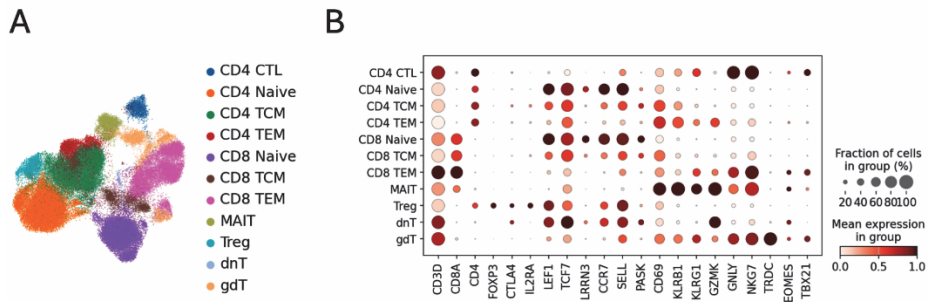 A
CD4 CTL
CD4 Naive
CD4 TCM
CD4 TEM
CD8 Naive
CD8 TCM
CD8 TEM
MAIT
Treg
dnT
gdT
B
CD4 CTL
CD4 Naive
CD4 TCM
CD4 TEM
CD8 Naive
CD8 TCM
CD8 TEM
MAIT
Treg
dnT
gdT
CD3D
CD8A
CD4
FOXP3
CTLA4
IL2RA
LEF1
TCF7
LRRN3
CCR7
SELL
PASK
CD69
KLRB1
KLRG1
GZMK
GNLY
NKG7
TRDC
EOMES
TBX21
Fraction of cells
in group (%)
20 40 60 80 100
Mean expression
in group
0.0 0.5 1.0